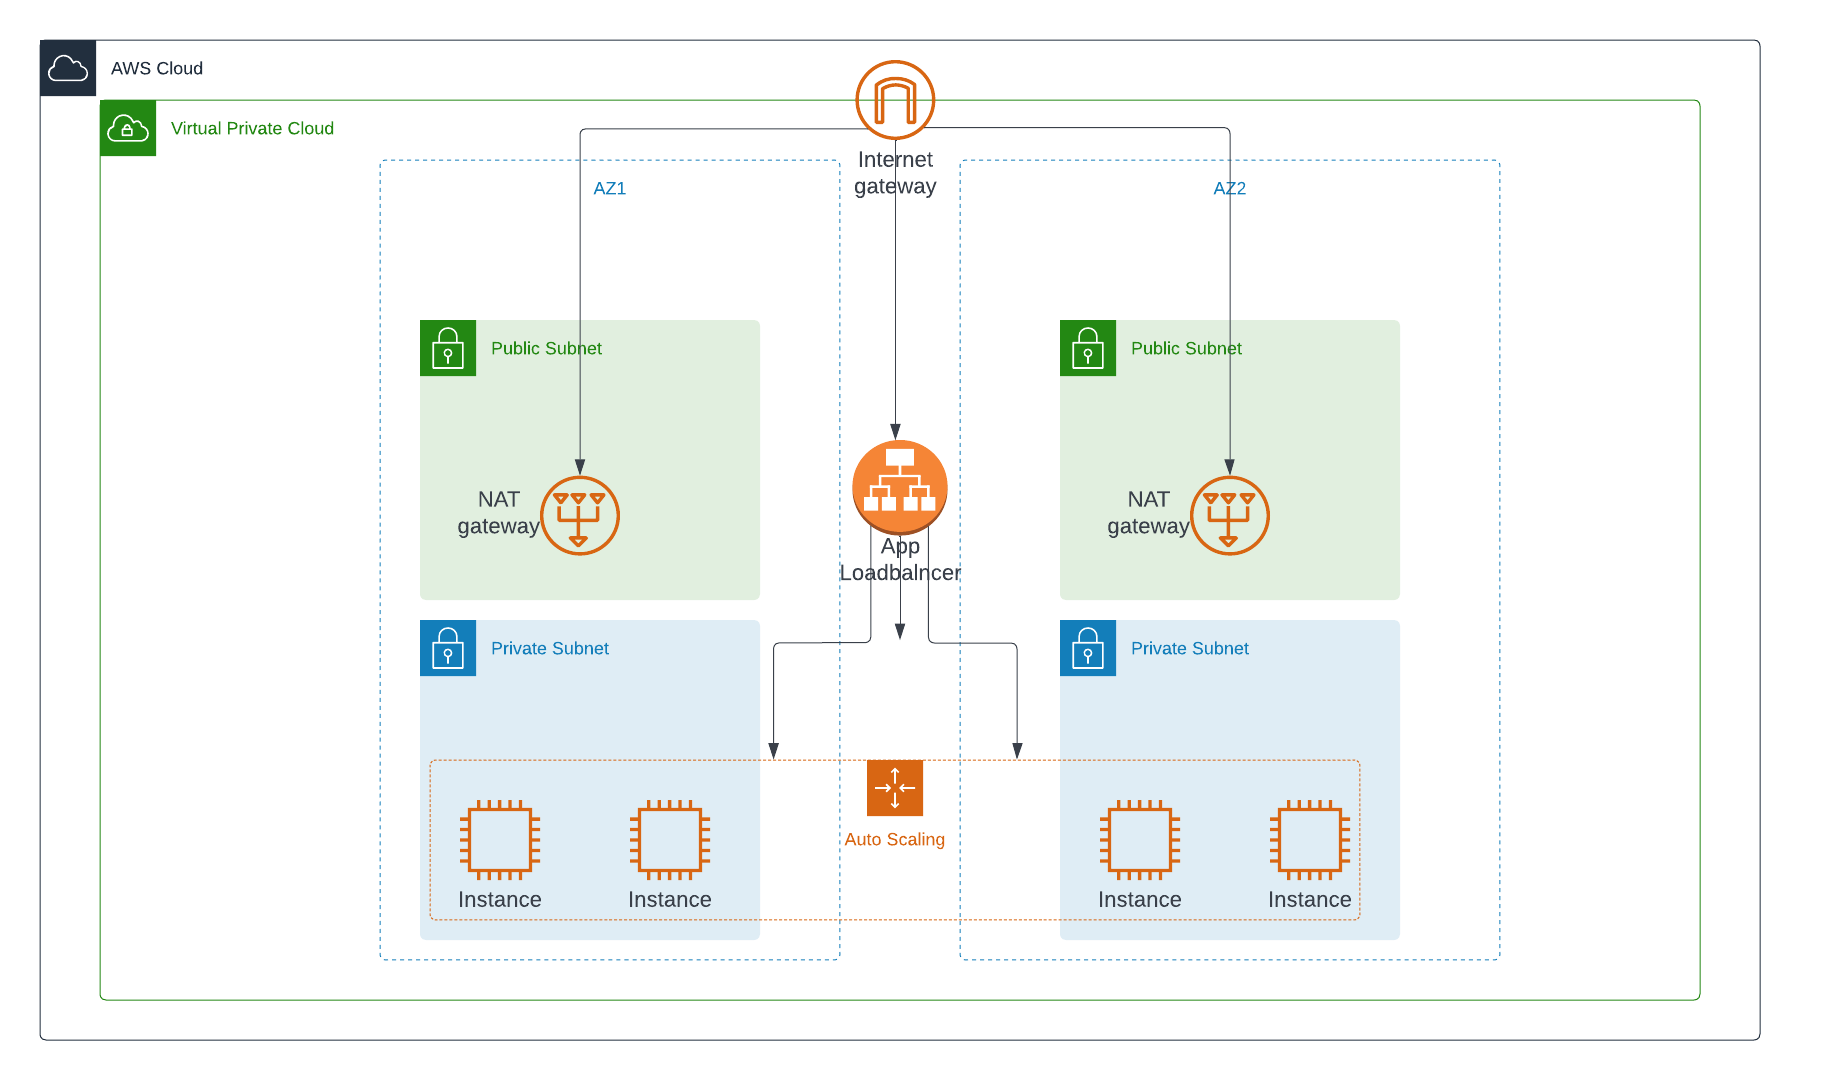 AWS Cloud
Virtual Private Cloud
Internet
gateway
AZ1
AZ2
Public Subnet
Public Subnet
NAT
gateway
NAT
gateway
App
Loadbalncer
Private Subnet
Private Subnet
Auto Scaling
Instance
Instance
Instance
Instance